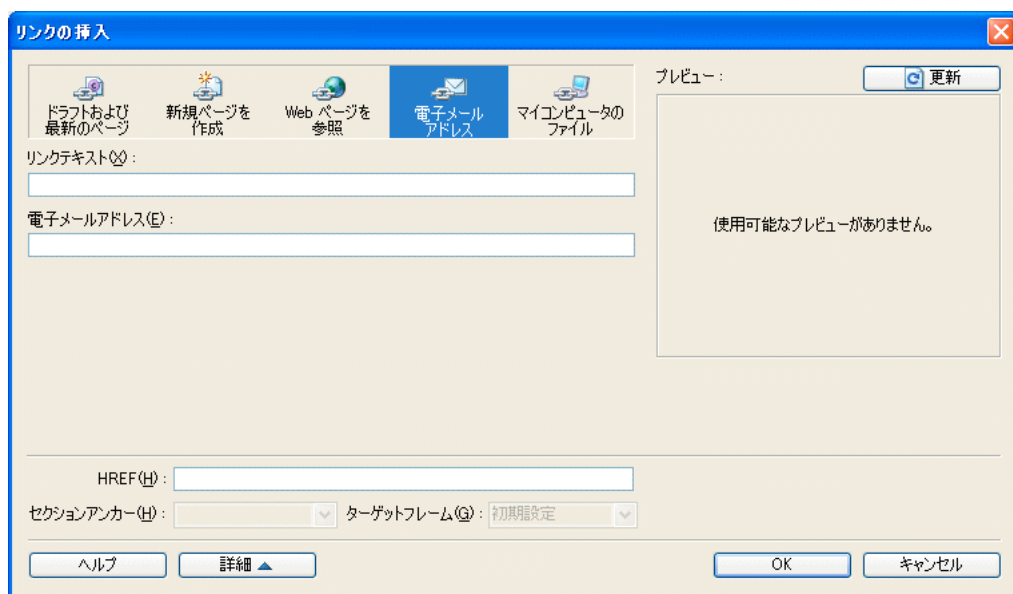 リンクの挿入
ドラフトおよび
最新のページ
新規ページを
作成
Web ページを
参照
電子メール
アドレス
マイコンピュータの
ファイル
プレビュー :
更新
リンクテキスト(X) :
電子メールアドレス(E) :
使用可能なプレビューがありません。
HREF(H) :
セクションアンカー(H) :
ターゲットフレーム(G) : 初期設定
ヘルプ
詳細
OK
キャンセル